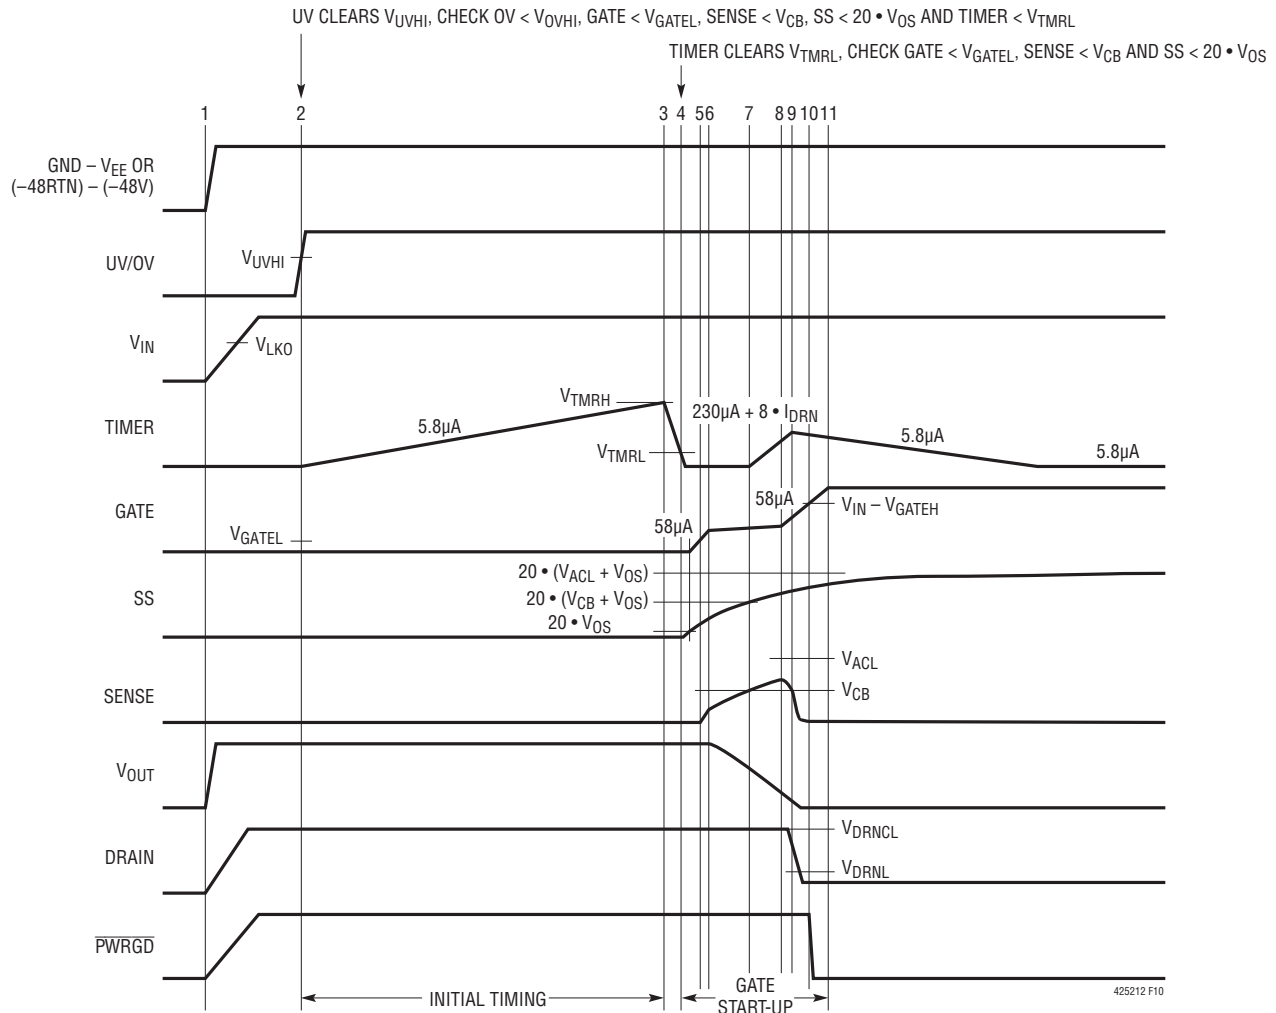 UV CLEARS VUVHI, CHECK OV < VOVHI, GATE < VGATEL, SENSE < VCB, SS < 20 • VOS AND TIMER < VTMRL
TIMER CLEARS VTMRL, CHECK GATE < VGATEL, SENSE < VCB AND SS < 20 • VOS
1 2 3 4 5 6 7 8 9 10 11
GND – VEE OR
(–48RTN) – (–48V)
UV/OV
VUVHI
VIN
VLKO
TIMER
5.8µA
VTMRH
VTMRL
230µA + 8 • IDRN
5.8µA
5.8µA
GATE
VGATEL
58µA
58µA
VIN – VGATEH
SS
20 • (VACL + VOS)
20 • (VCB + VOS)
20 • VOS
SENSE
VACL
VCB
VOUT
DRAIN
VDRNCL
VDRNL
PWRGD
INITIAL TIMING
GATE
START-UP
425212 F10